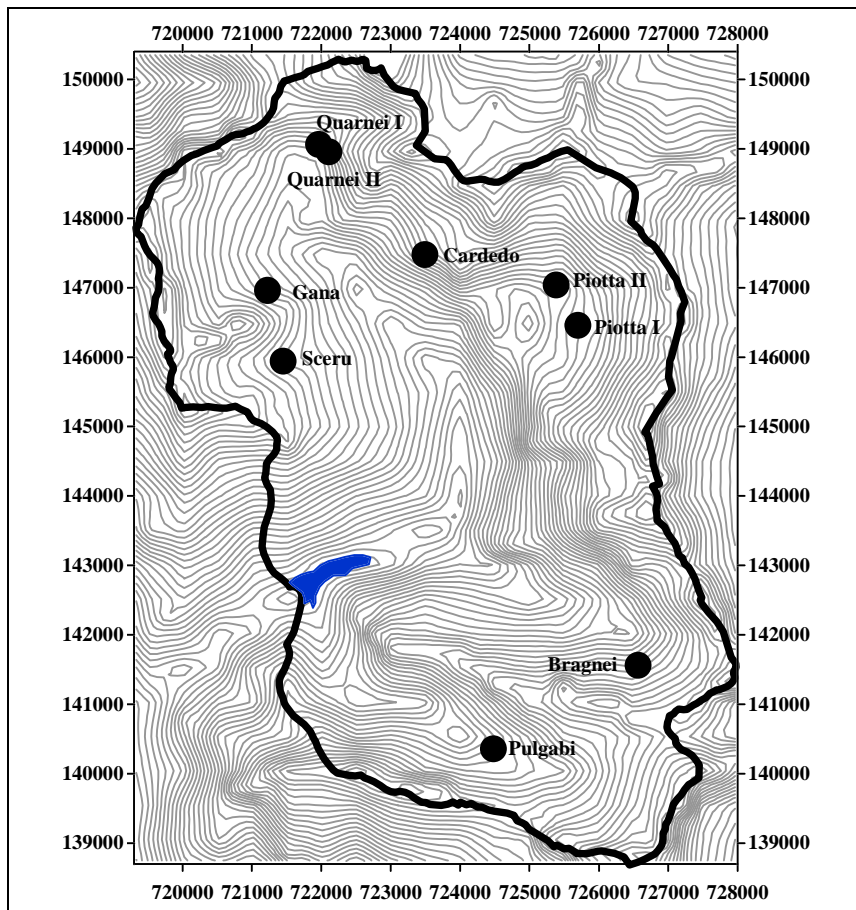 720000 721000 722000 723000 724000 725000 726000 727000 728000
150000 150000
Quarnei I
149000 149000
Quarnei II
148000 148000
Cardedo
147000 Gana Piotta II 147000
Piotta I
146000 Sceru 146000
145000 145000
144000 144000
143000 143000
142000 142000
Bragnei
141000 141000
Pulgabi
140000 140000
139000 139000
720000 721000 722000 723000 724000 725000 726000 727000 728000